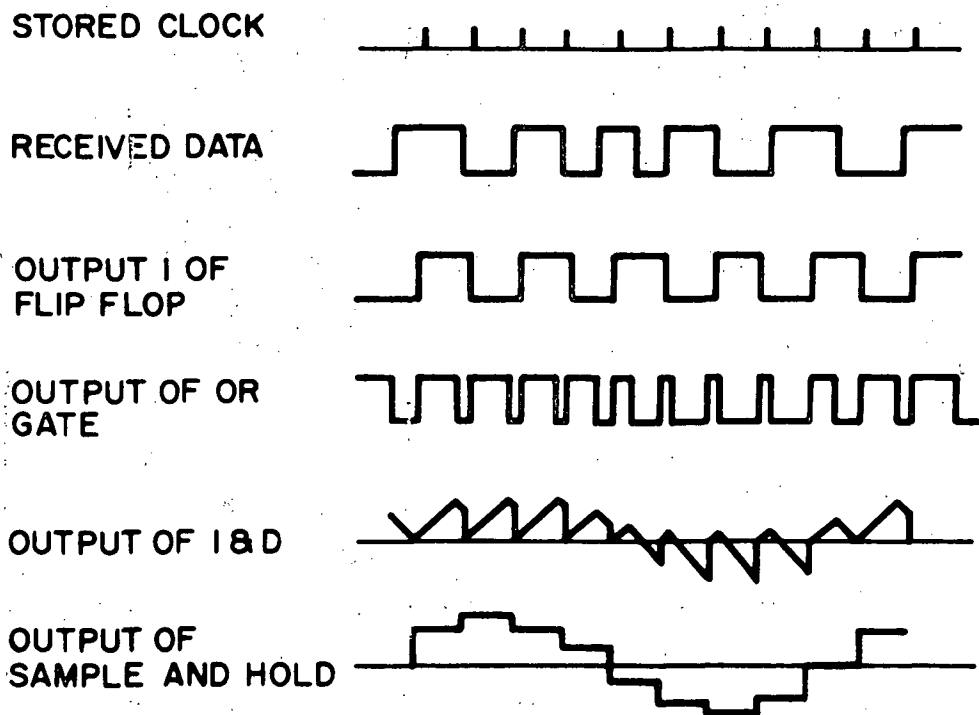 STORED CLOCK
RECEIVED DATA
OUTPUT 1 OF
FLIP FLOP
OUTPUT OF OR
GATE
OUTPUT OF I & D
OUTPUT OF
SAMPLE AND HOLD